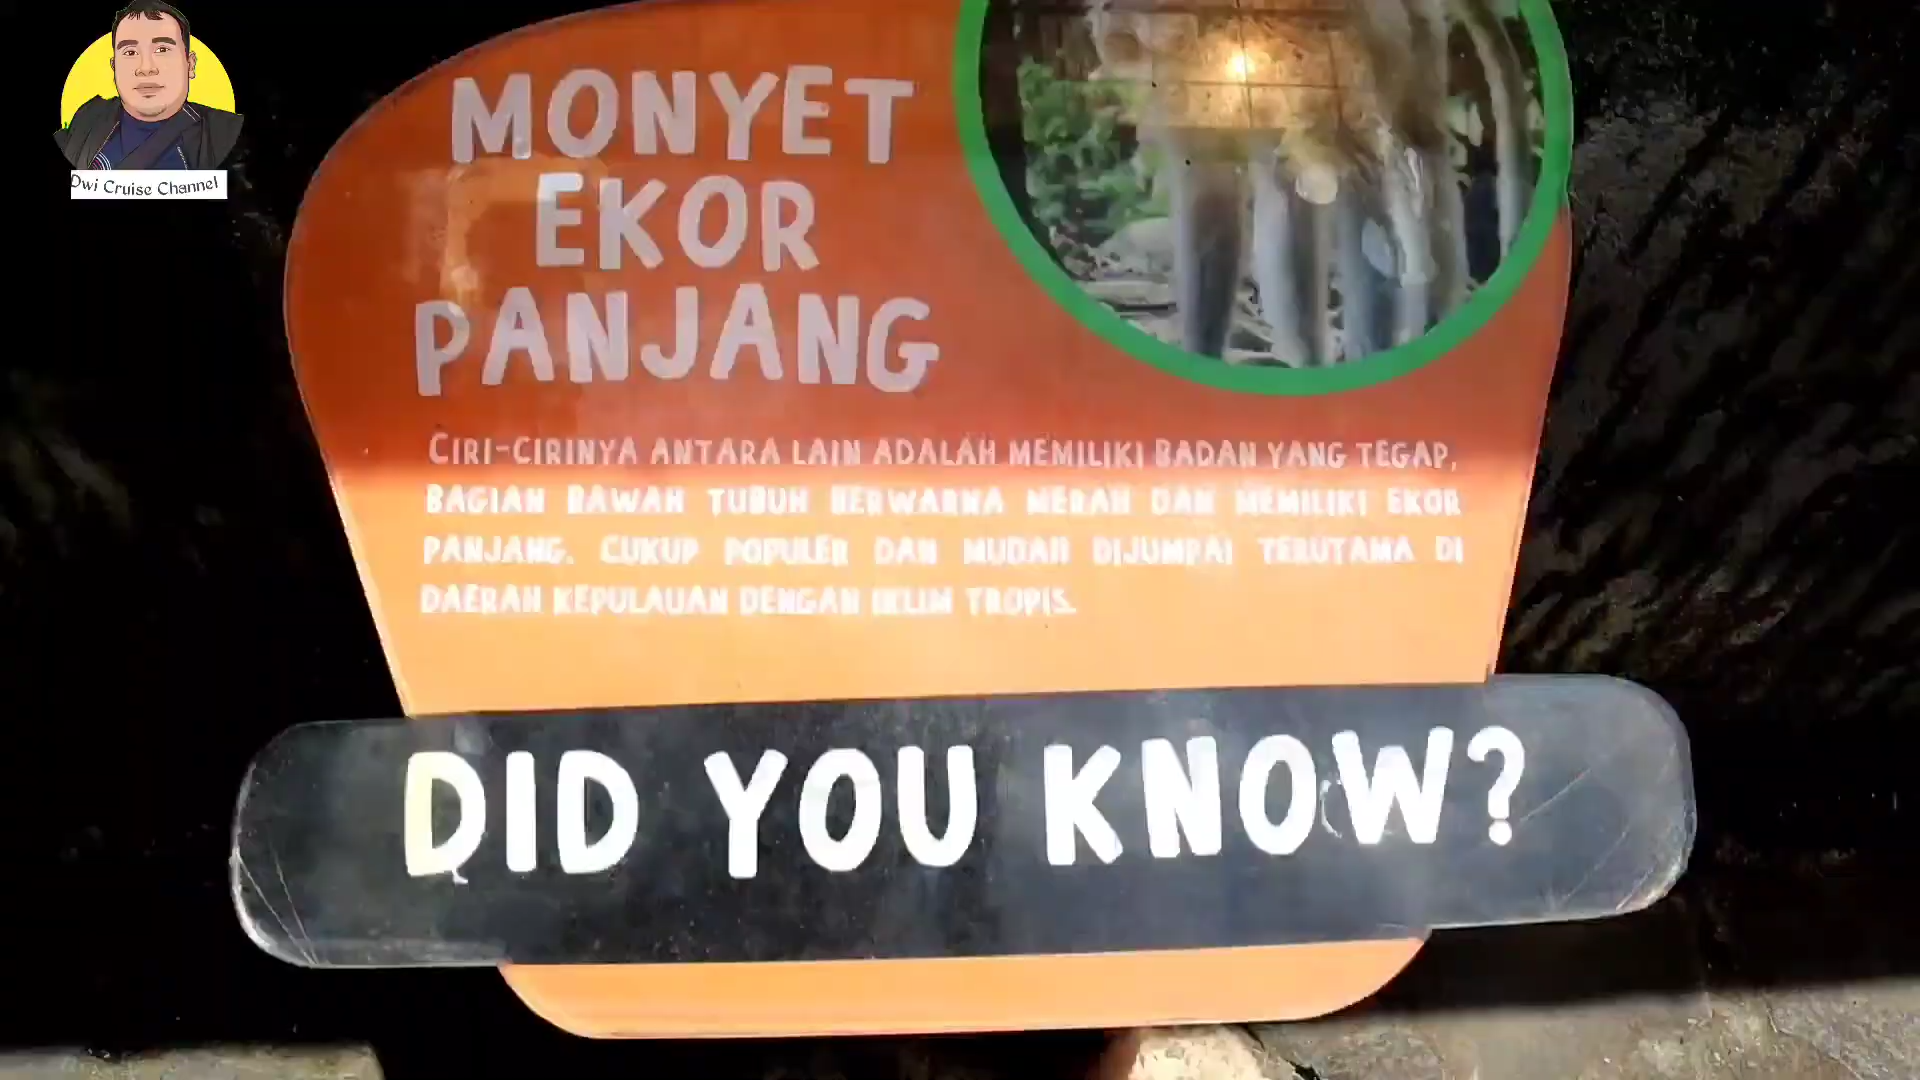 Dwi Cruise Channel
MONYET
EKOR
PANJANG
CIRI-CIRINYA ANTARA LAIN ADALAH MEMILIKI BADAN YANG TEGAP,
BAGIAN BAWAH TUBUH BERWARNA MERAH DAN MEMILIKI EKOR
PANJANG. CUKUP POPULER DAN MUDAH DIJUMPAI TERUTAMA DI
DAERAH KEPULAUAN DENGAN IKLIM TROPIS.
DID YOU KNOW?